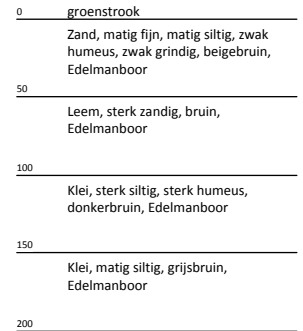 0 groenstrook
Zand, matig fijn, matig siltig, zwak
humeus, zwak grindig, beigebruin,
Edelmanboor
50
Leem, sterk zandig, bruin,
Edelmanboor
100
Klei, sterk siltig, sterk humeus,
donkerbruin, Edelmanboor
150
Klei, matig siltig, grijsbruin,
Edelmanboor
200